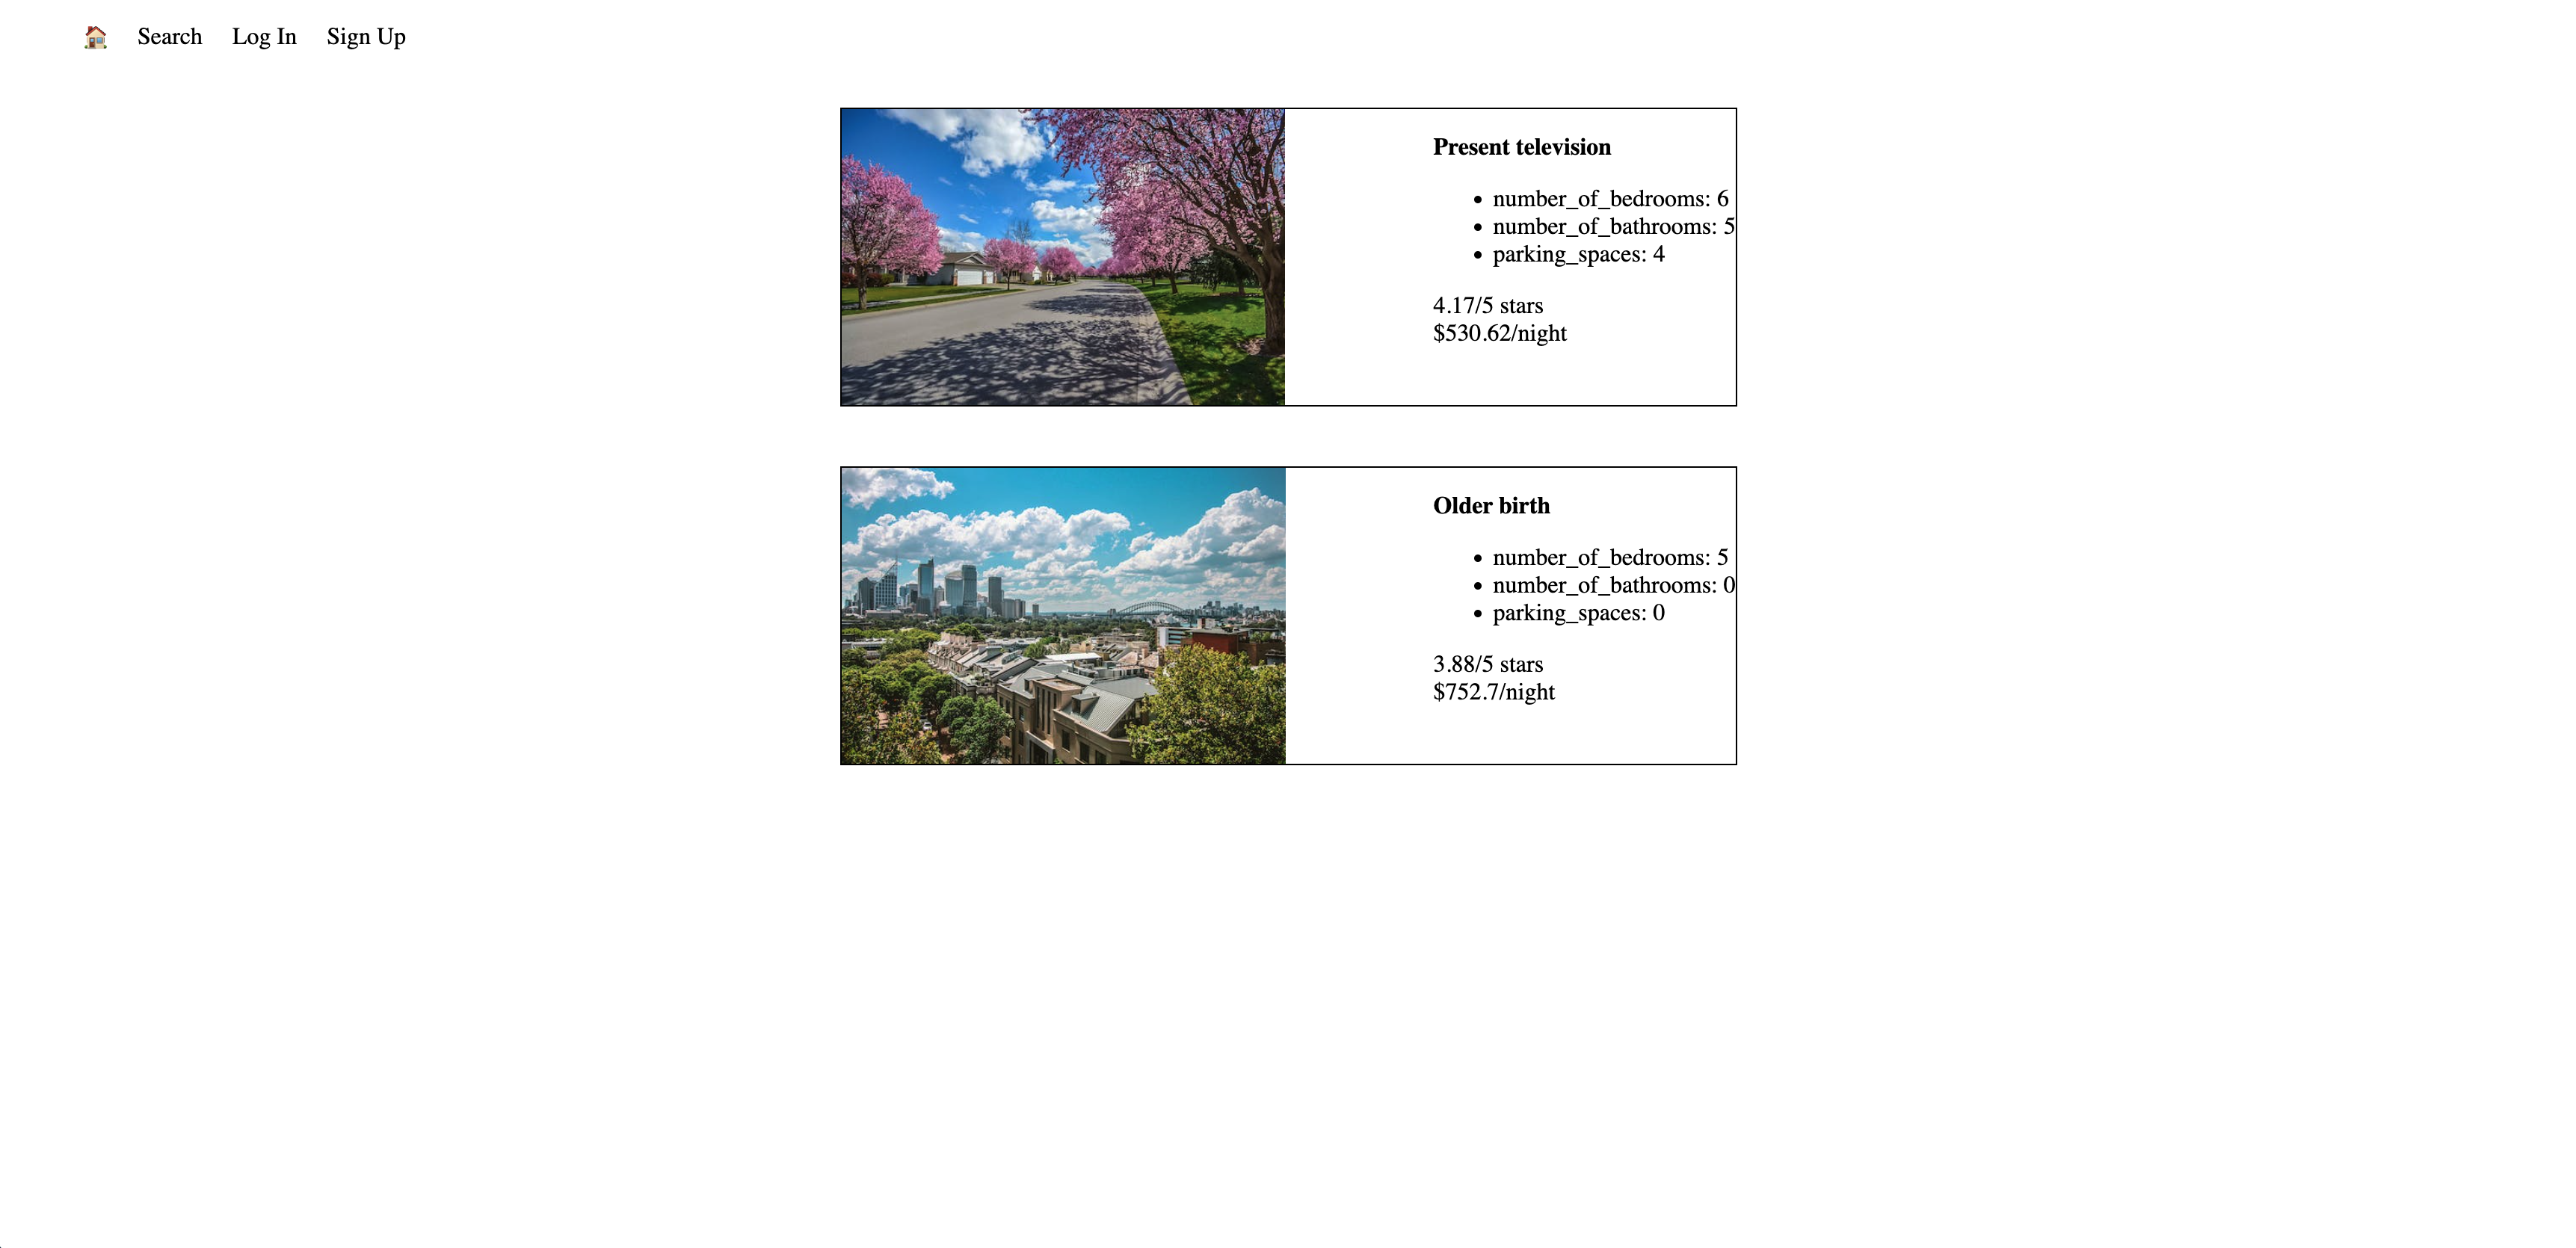 Search Log In Sign Up
Present television
number_of_bedrooms: 6
number_of_bathrooms: 5
parking_spaces: 4
4.17/5 stars
$530.62/night
Older birth
number_of_bedrooms: 5
number_of_bathrooms: 0
parking_spaces: 0
3.88/5 stars
$752.7/night